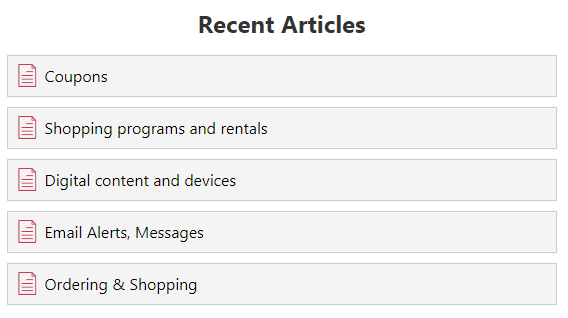 Recent Articles
Coupons
Shopping programs and rentals
Digital content and devices
Email Alerts, Messages
Ordering & Shopping